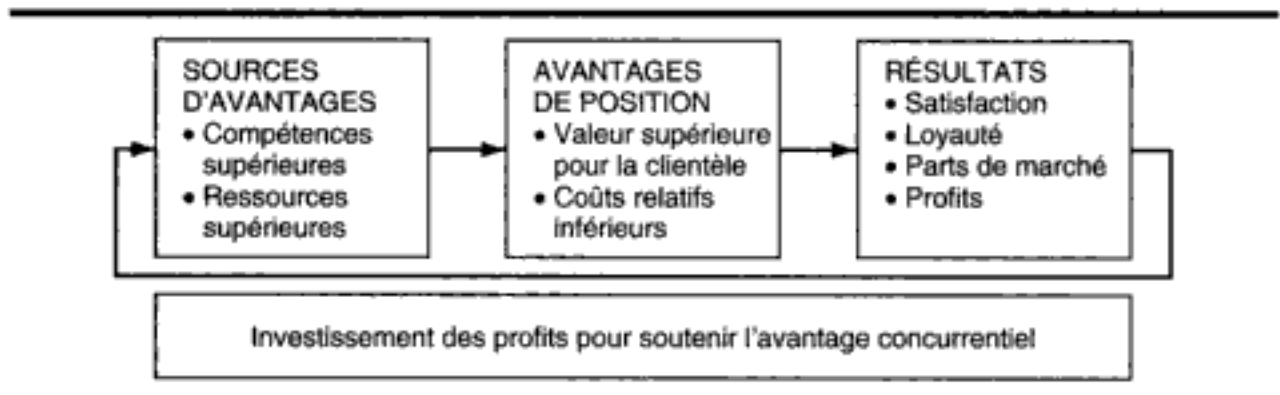 SOURCES
D'AVANTAGES
• Compétences
supérieures
• Ressources
supérieures
AVANTAGES
DE POSITION
• Valeur supérieure
pour la clientèle
• Coûts relatifs
inférieurs
RÉSULTATS
• Satisfaction
• Loyauté
• Parts de marché
• Profits
Investissement des profits pour soutenir l'avantage concurrentiel